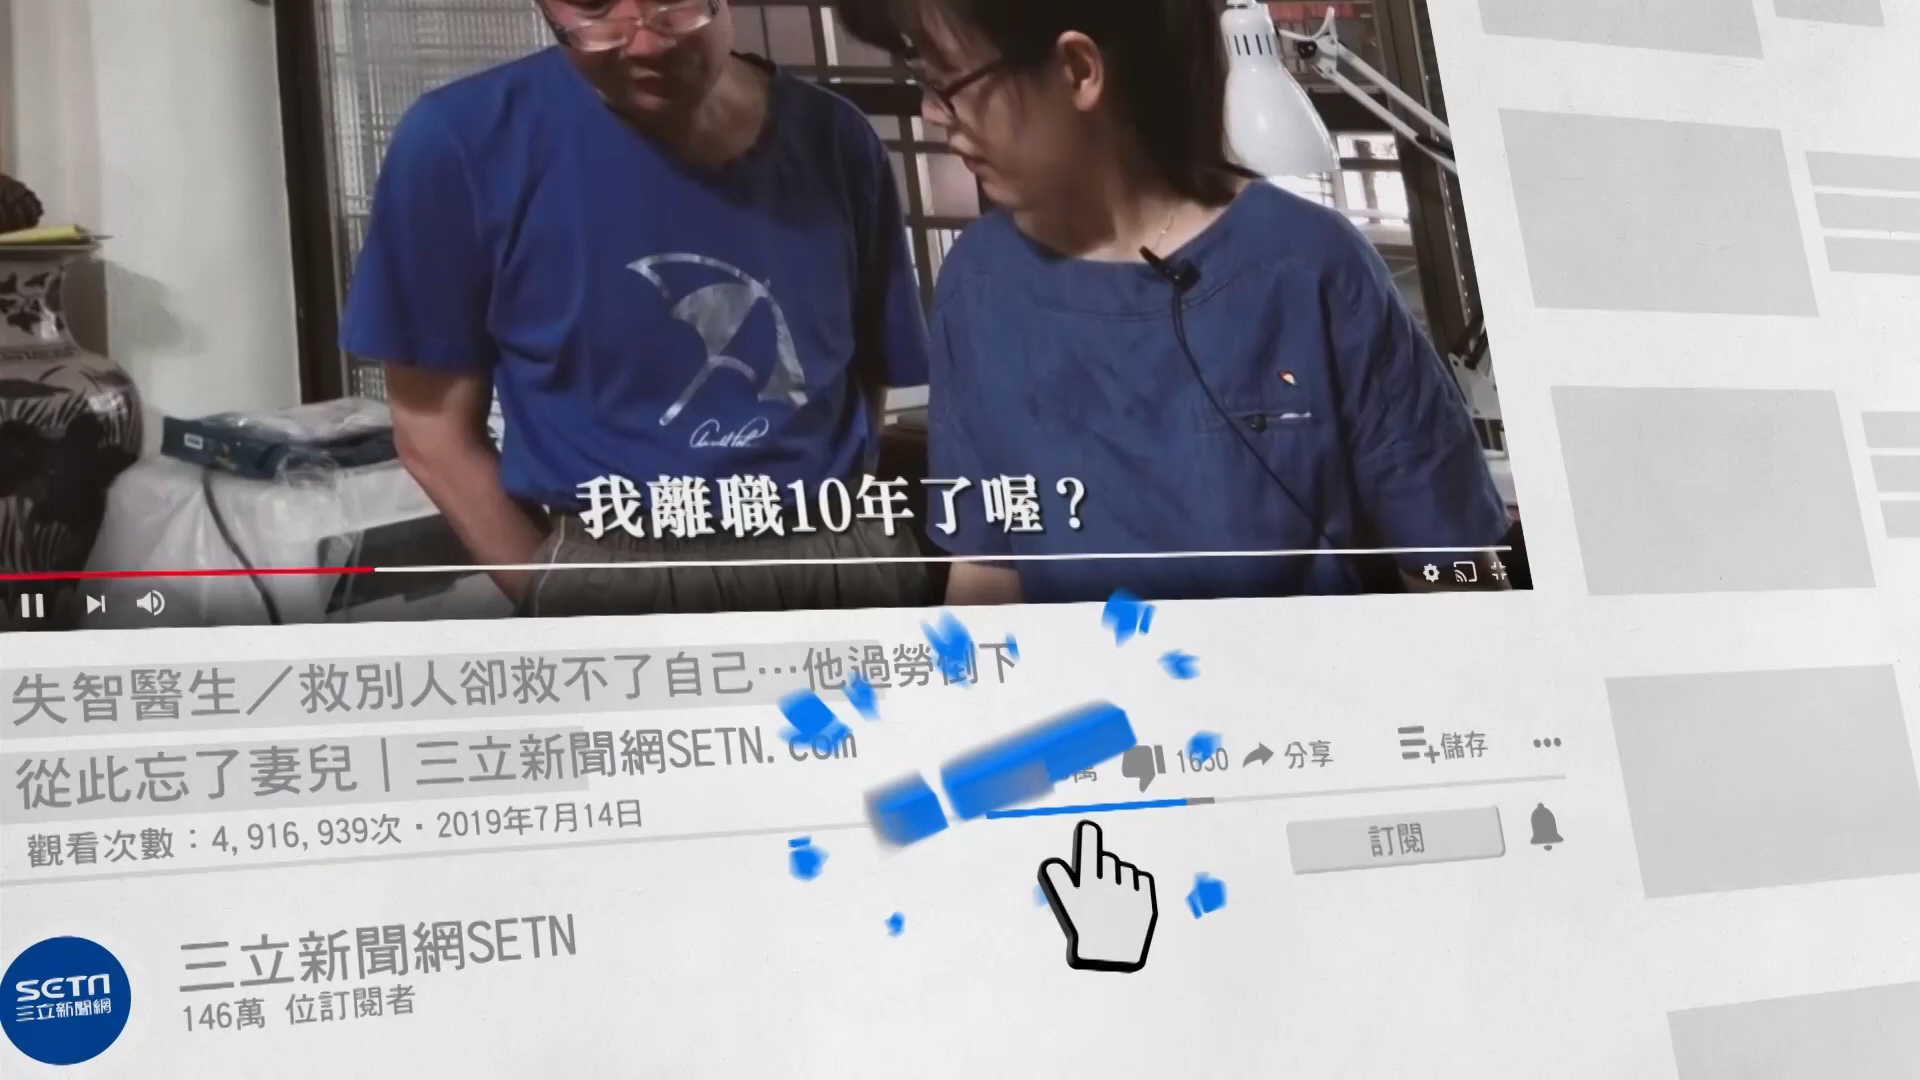 我離職10年了喔？
失智醫生／救別人卻救不了自己…他過勞倒下
從此忘了妻兒｜三立新聞網SETN.com
觀看次數：4,916,939次·2019年7月14日
萬 1650 分享 儲存
訂閱
三立新聞網SETN
146萬 位訂閱者
SETN
三立新聞網